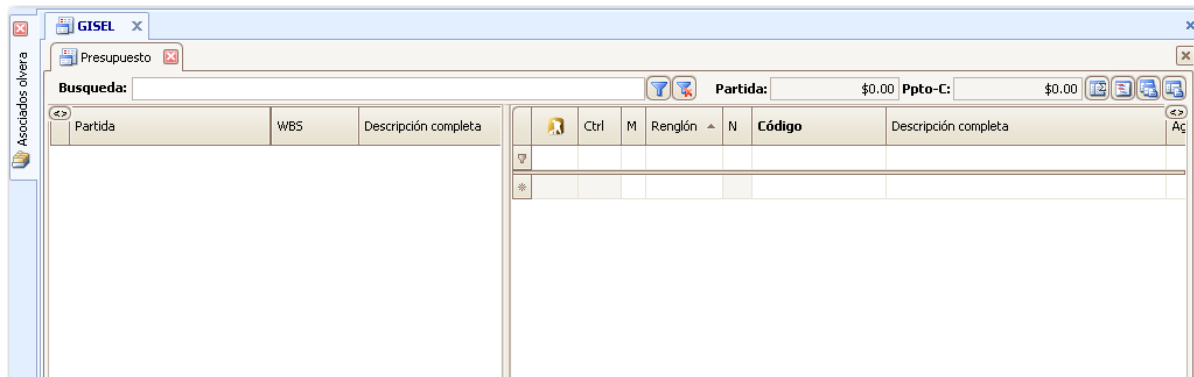 GISEL
Asociados olvera
Presupuesto
Busqueda: Partida: $0.00 Ppto-C: $0.00
Partida WBS Descripción completa Ctrl M Renglón N Código Descripción completa